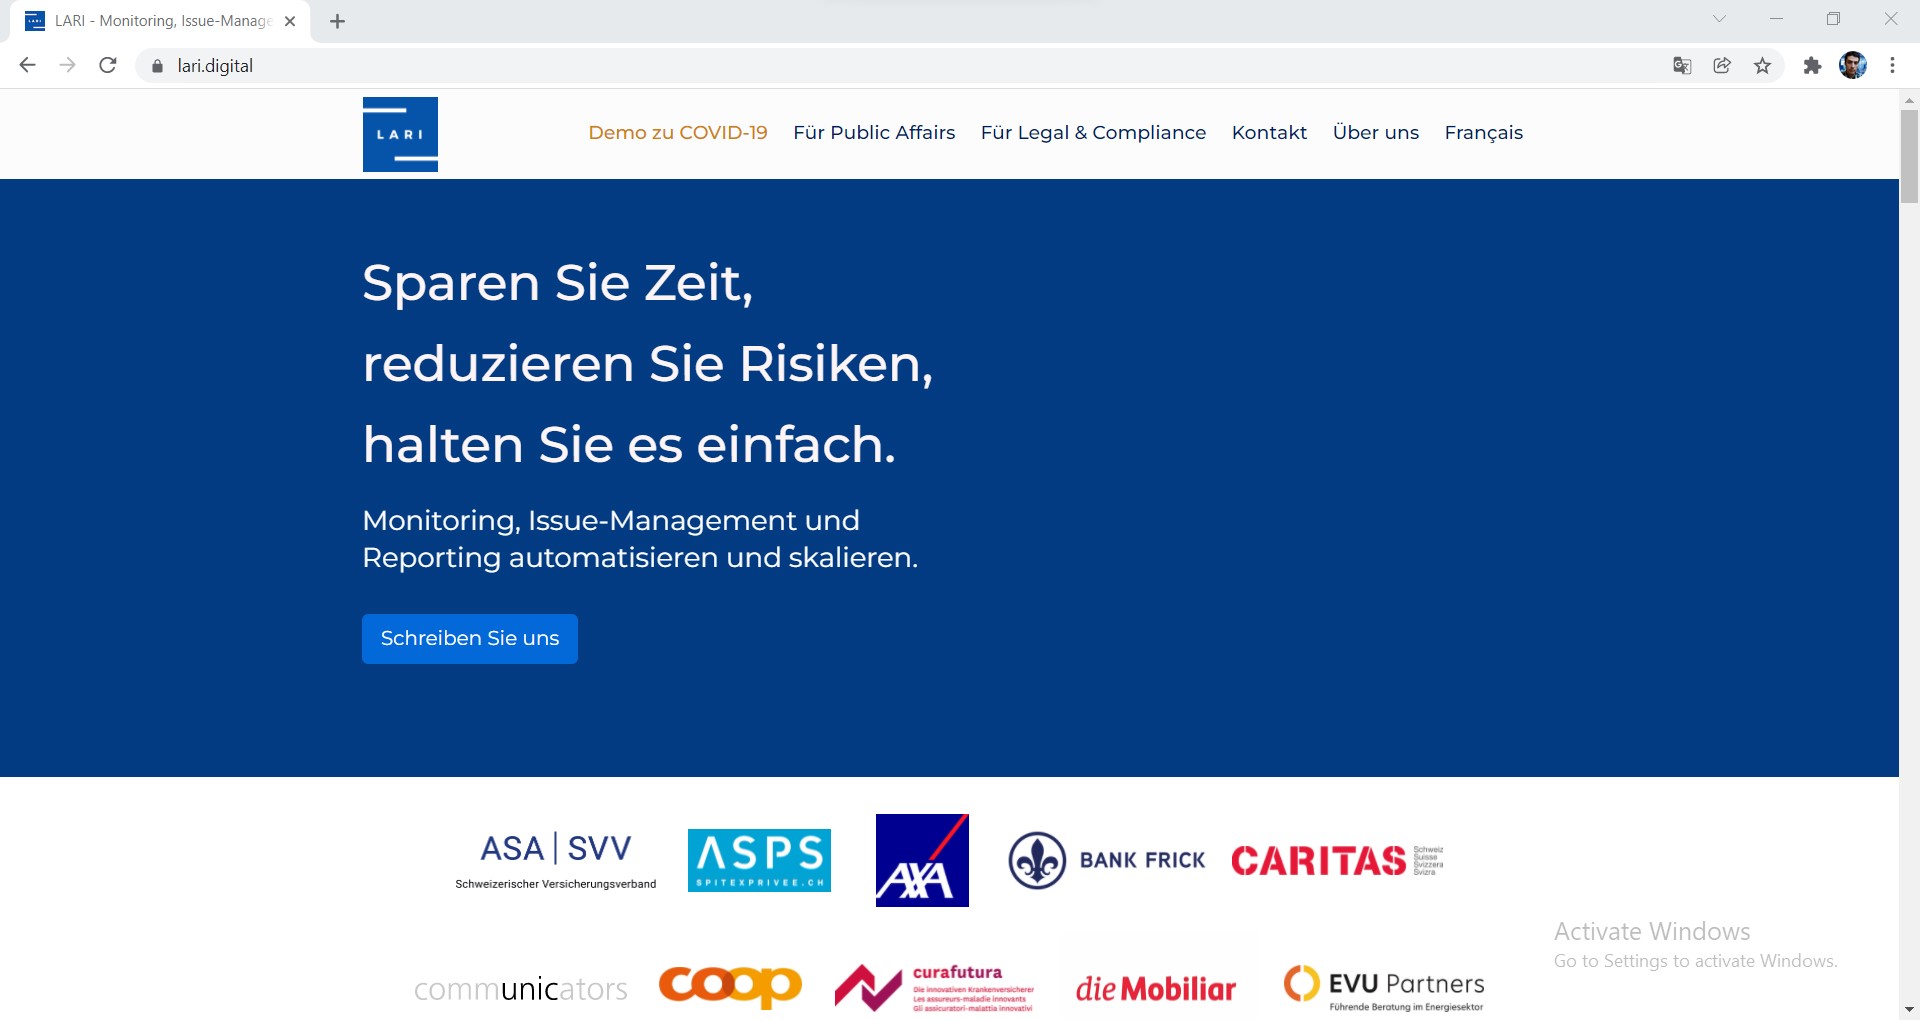 LARI - Monitoring, Issue-Manage
lari.digital
LARI
Demo zu COVID-19
Für Public Affairs
Für Legal & Compliance
Kontakt
Über uns
Français
Sparen Sie Zeit,
reduzieren Sie Risiken,
halten Sie es einfach.
Monitoring, Issue-Management und
Reporting automatisieren und skalieren.
Schreiben Sie uns
ASA | SVV
Schweizerischer Versicherungsverband
ASPS
SPITEXPRIVEE.CH
AXA
BANK FRICK
CARITAS
Schweiz
Suisse
Svizzera
Svizra
communicators
coop
curafutura
Die innovativen Krankenversicherer
Les assureurs-maladie innovants
Gli assicuratori-malattia innovativi
die Mobiliar
EVU Partners
Führende Beratung im Energiesektor
Activate Windows
Go to Settings to activate Windows.